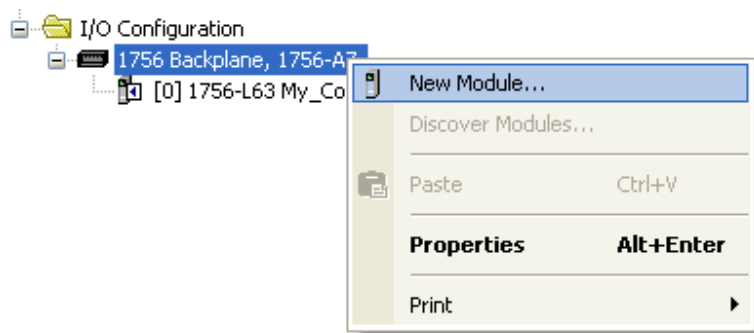 I/O Configuration
1756 Backplane, 1756-A7
[0] 1756-L63 My_Co
New Module...
Discover Modules...
Paste Ctrl+V
Properties Alt+Enter
Print